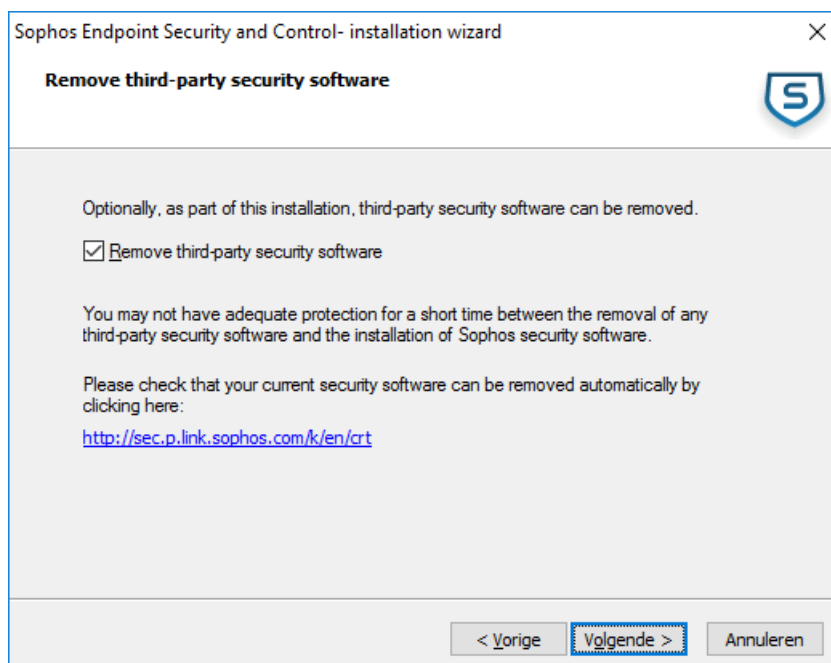 Sophos Endpoint Security and Control- installation wizard
Remove third-party security software
S
Optionally, as part of this installation, third-party security software can be removed.
Remove third-party security software
You may not have adequate protection for a short time between the removal of any
third-party security software and the installation of Sophos security software.
Please check that your current security software can be removed automatically by
clicking here:
http://sec.p.link.sophos.com/k/en/crt
< Vorige
Volgende >
Annuleren